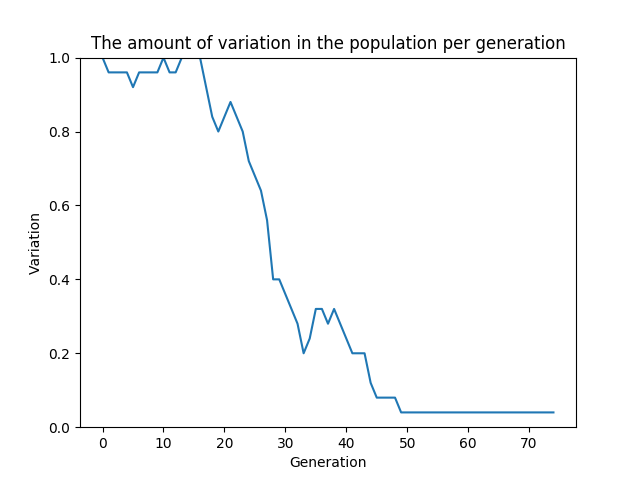 The amount of variation in the population per generation
1.0
0.8
0.6
0.4
0.2
0.0
Variation
0 10 20 30 40 50 60 70
Generation